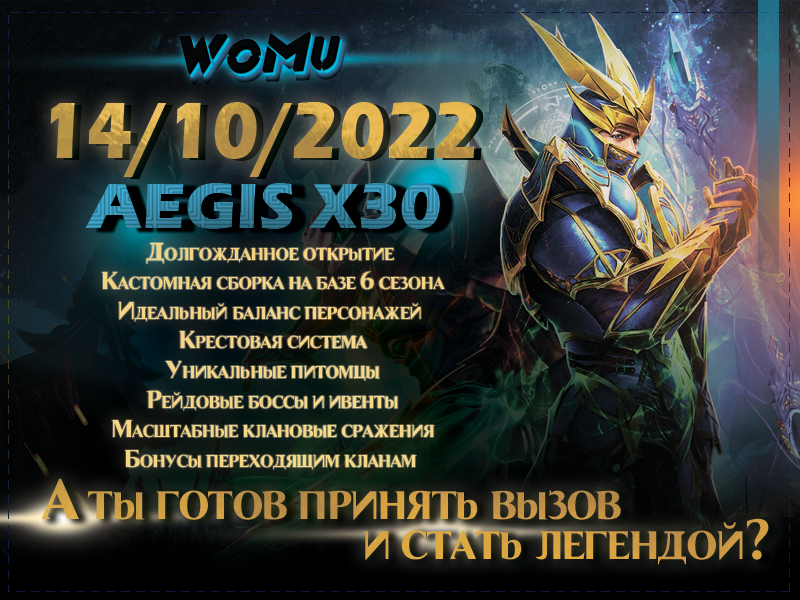 WoMu
14/10/2022
AEGIS X30
Долгожданное открытие
Кастомная сборка на базе 6 сезона
Идеальный баланс персонажей
Крестовая система
Уникальные питомцы
Рейдовые боссы и ивенты
Масштабные клановые сражения
Бонусы переходящим кланам
А ты готов принять вызов
и стать легендой?